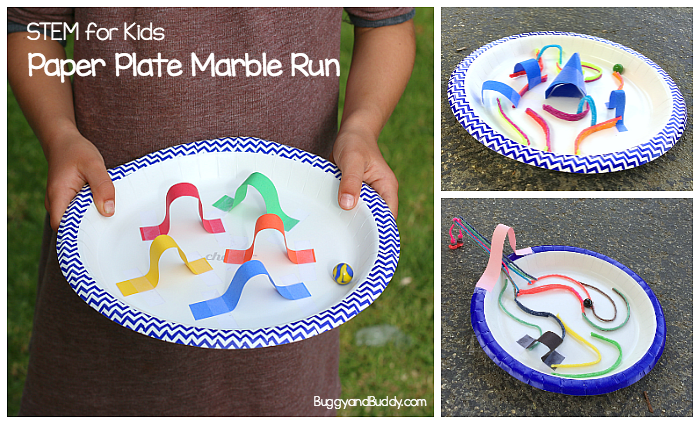 STEM for Kids
Paper Plate Marble Run
BuggyandBuddy.com